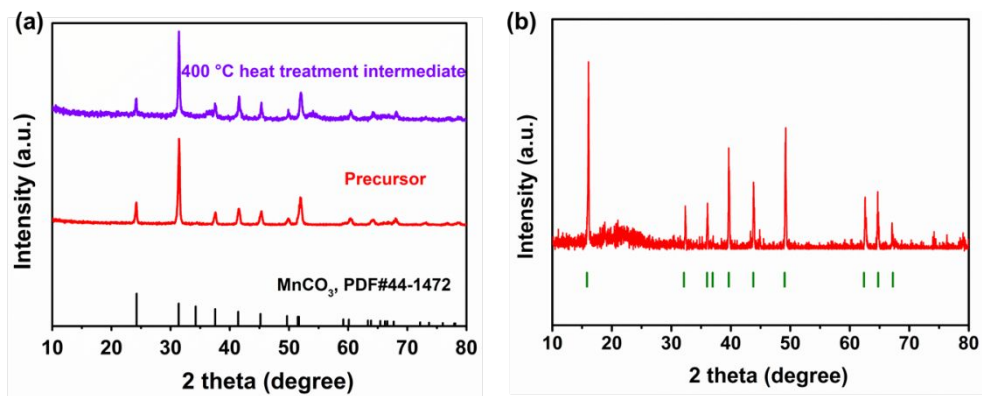 (a)
400 °C heat treatment intermediate
Precursor
MnCO₃, PDF#44-1472
Intensity (a.u.)
10 20 30 40 50 60 70 80
2 theta (degree)
(b)
Intensity (a.u.)
10 20 30 40 50 60 70 80
2 theta (degree)